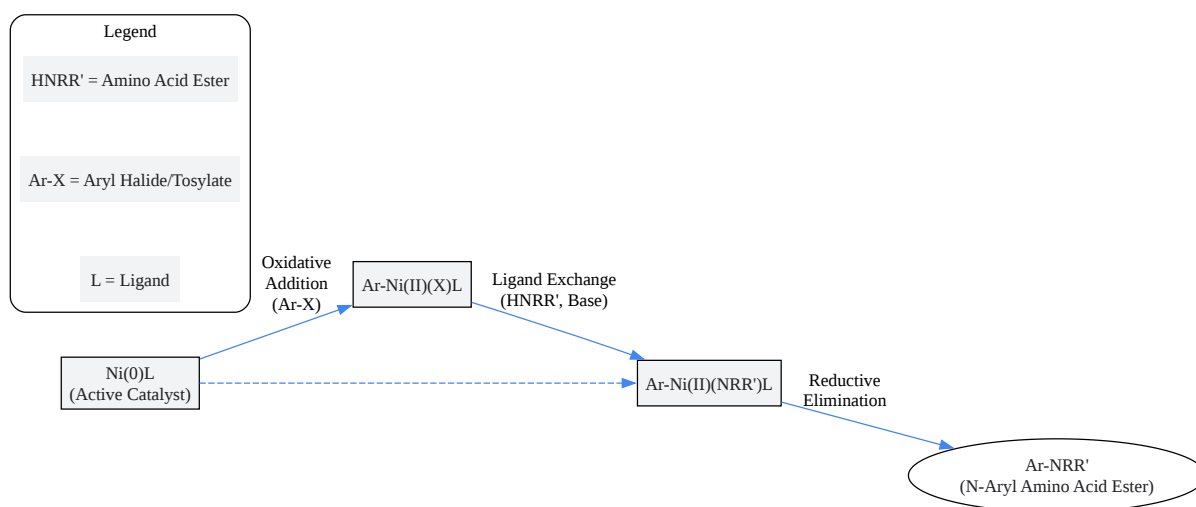 Legend
HNRR' = Amino Acid Ester
Ar-X = Aryl Halide/Tosylate
L = Ligand
Oxidative
Addition
(Ar-X)
Ar-Ni(II)(X)L
Ligand Exchange
(HNRR', Base)
Ni(0)L
(Active Catalyst)
Ar-Ni(II)(NRR')L
Reductive
Elimination
Ar-NRR'
(N-Aryl Amino Acid Ester)